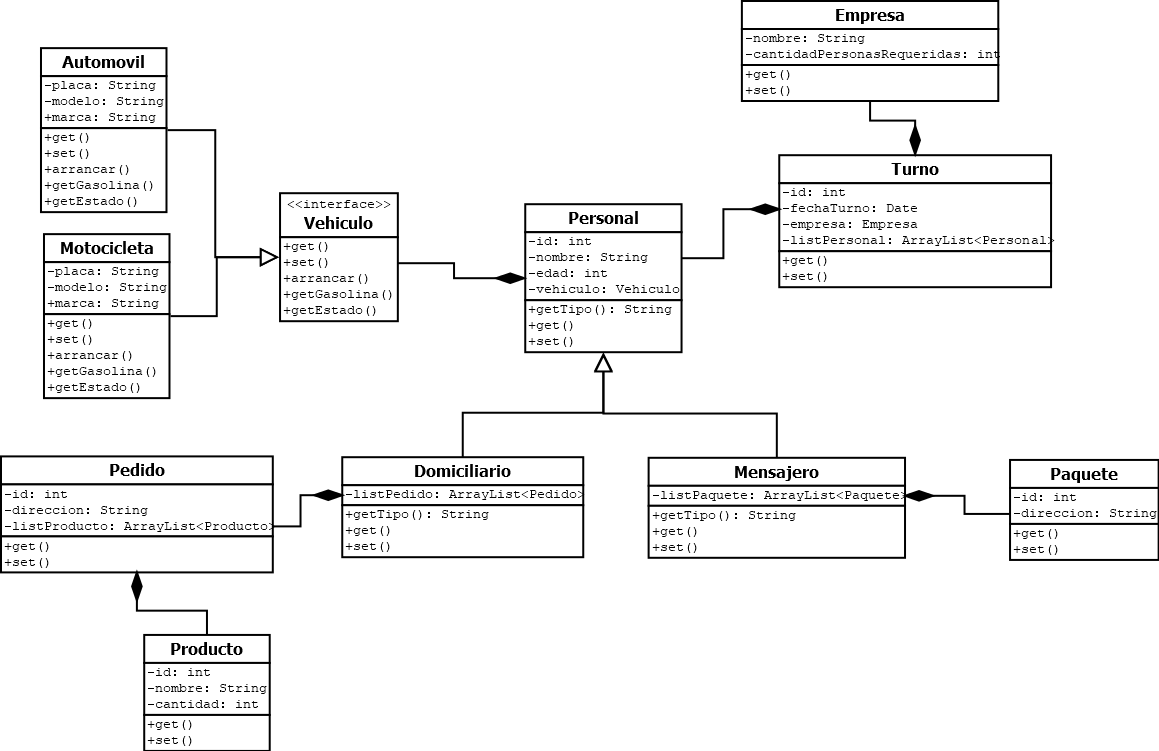 Empresa
-nombre: String
-cantidadPersonasRequeridas: int
+get()
+set()
Automovil
-placa: String
-modelo: String
+marca: String
+get()
+set()
+arrancar()
+getGasolina()
+getEstado()
Turno
-id: int
-fechaTurno: Date
-empresa: Empresa
-listPersonal: ArrayList<Personal>
+get()
+set()
<<interface>>
Vehiculo
+get()
+set()
+arrancar()
+getGasolina()
+getEstado()
Personal
-id: int
-nombre: String
-edad: int
-vehiculo: Vehiculo
+getTipo(): String
+get()
+set()
Motocicleta
-placa: String
-modelo: String
+marca: String
+get()
+set()
+arrancar()
+getGasolina()
+getEstado()
Pedido
-id: int
-direccion: String
-listProducto: ArrayList<Producto>
+get()
+set()
Domiciliario
-listPedido: ArrayList<Pedido>
+getTipo(): String
+get()
+set()
Mensajero
-listPaquete: ArrayList<Paquete>
+getTipo(): String
+get()
+set()
Paquete
-id: int
-direccion: String
+get()
+set()
Producto
-id: int
-nombre: String
-cantidad: int
+get()
+set()